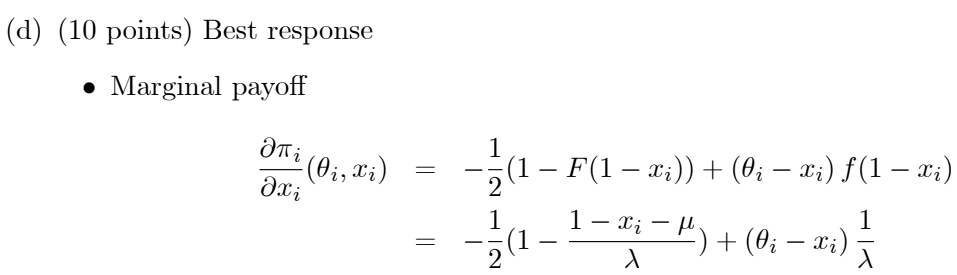 (d) (10 points) Best response
• Marginal payoff
∂π_i/∂x_i (θ_i, x_i) = −1/2(1 − F(1 − x_i)) + (θ_i − x_i) f(1 − x_i)
= −1/2(1 − (1 − x_i − μ)/λ) + (θ_i − x_i) 1/λ